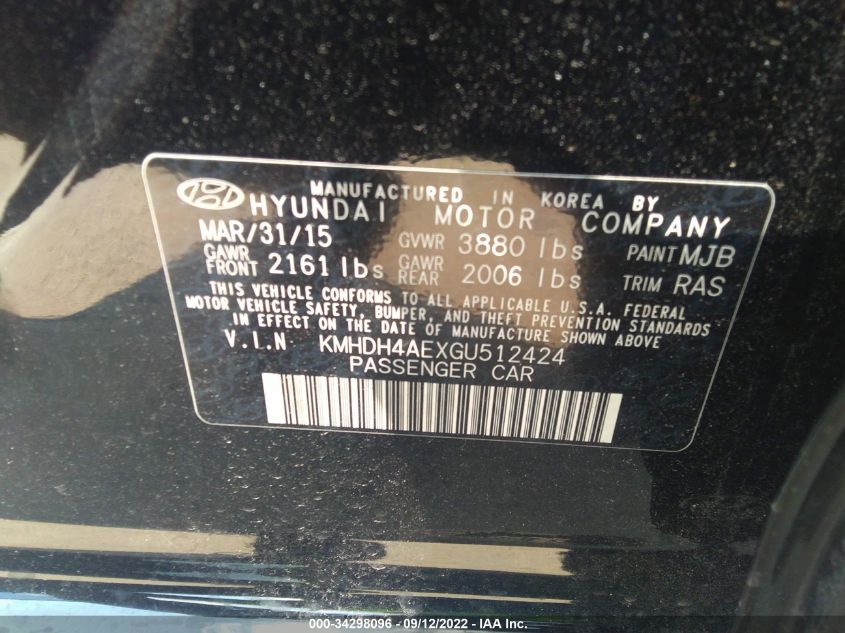 MANUFACTURED IN KOREA BY
HYUNDAI MOTOR COMPANY
MAR/31/15 GVWR 3880 lbs PAINT MJB
GAWR FRONT 2161 lbs GAWR REAR 2006 lbs TRIM RAS
THIS VEHICLE CONFORMS TO ALL APPLICABLE U.S.A. FEDERAL
MOTOR VEHICLE SAFETY, BUMPER, AND THEFT PREVENTION STANDARDS
IN EFFECT ON THE DATE OF MANUFACTURE SHOWN ABOVE.
V.I.N KMHDH4AEXGU512424
PASSENGER CAR
000-34298096 - 09/12/2022 - IAA Inc.